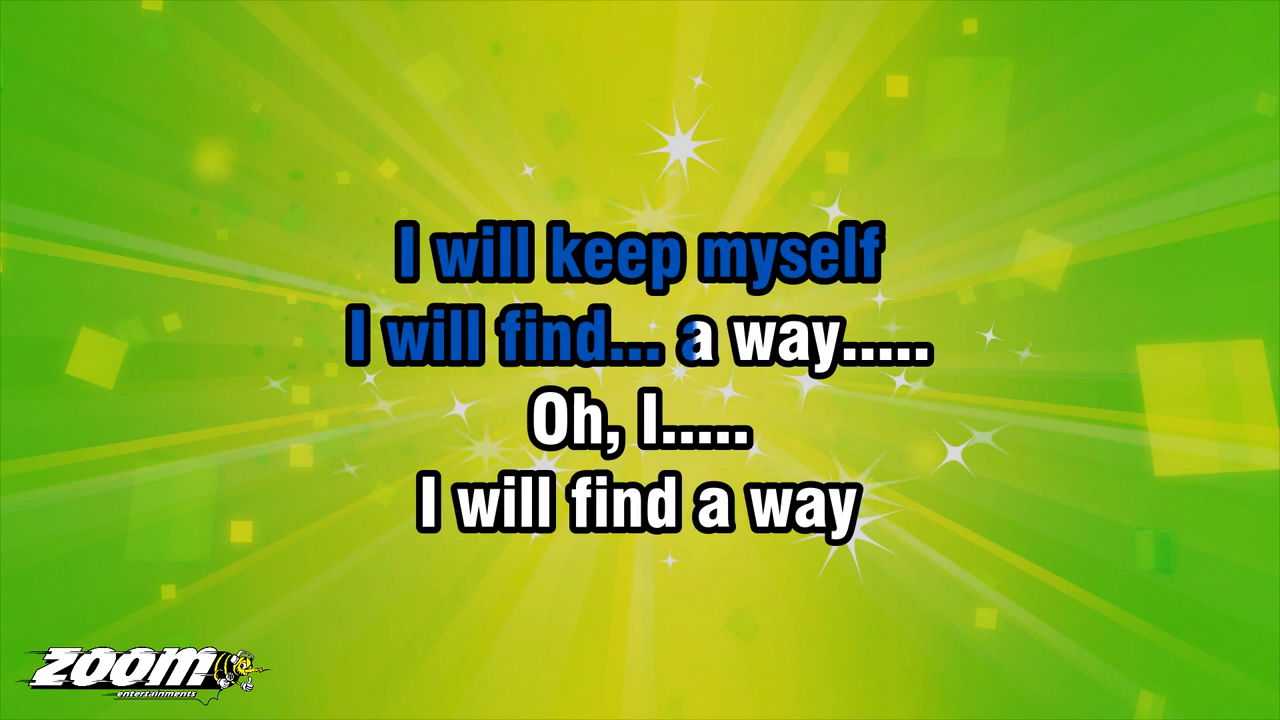 I will keep myself
I will find... a way.....
Oh, I.....
I will find a way
zoom
entertainments